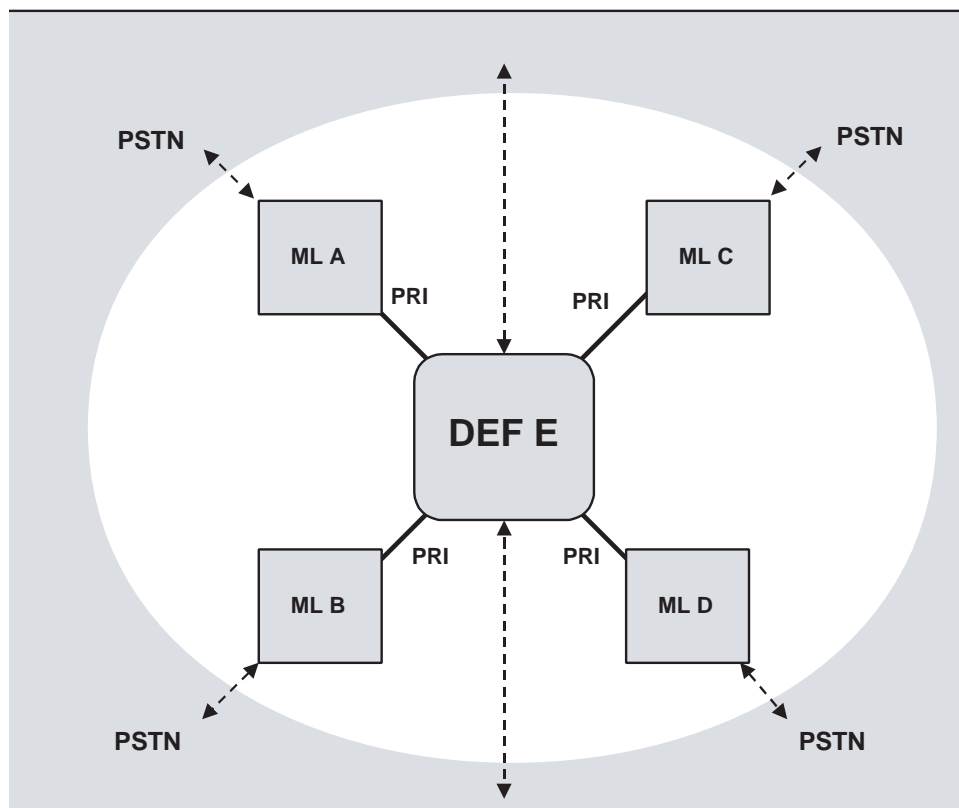 PSTN
PSTN
ML A
ML C
PRI
PRI
DEF E
PRI
PRI
ML B
ML D
PSTN
PSTN